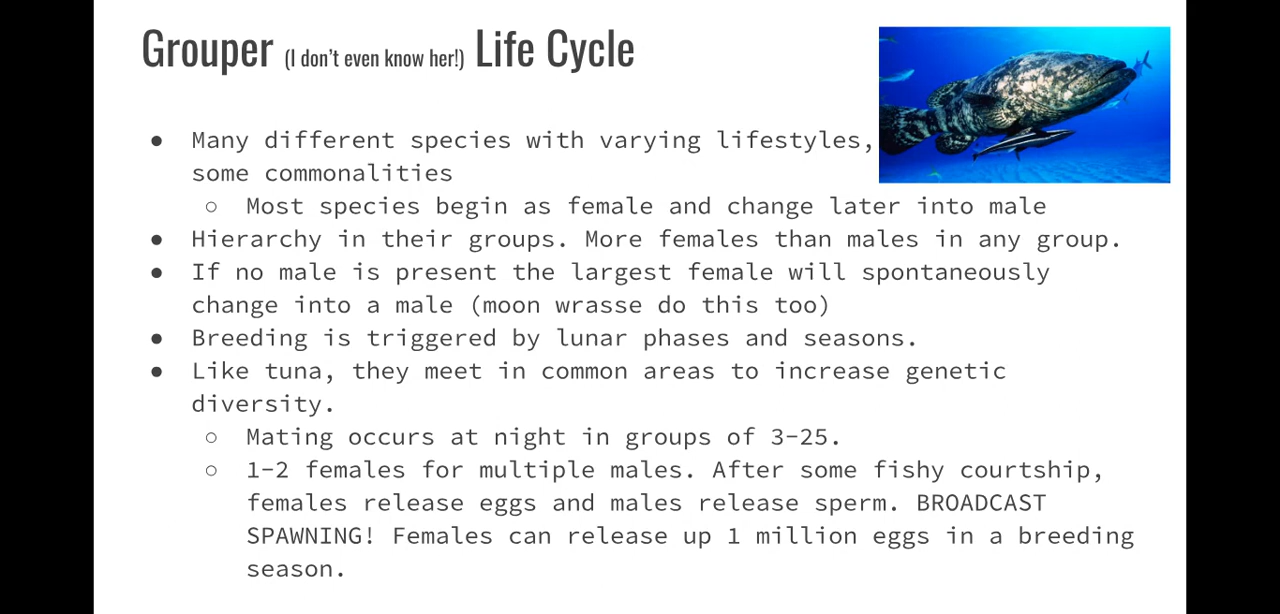 Grouper (I don't even know her!) Life Cycle
● Many different species with varying lifestyles,
some commonalities
○ Most species begin as female and change later into male
● Hierarchy in their groups. More females than males in any group.
● If no male is present the largest female will spontaneously
change into a male (moon wrasse do this too)
● Breeding is triggered by lunar phases and seasons.
● Like tuna, they meet in common areas to increase genetic
diversity.
○ Mating occurs at night in groups of 3-25.
○ 1-2 females for multiple males. After some fishy courtship,
females release eggs and males release sperm. BROADCAST
SPAWNING! Females can release up 1 million eggs in a breeding
season.